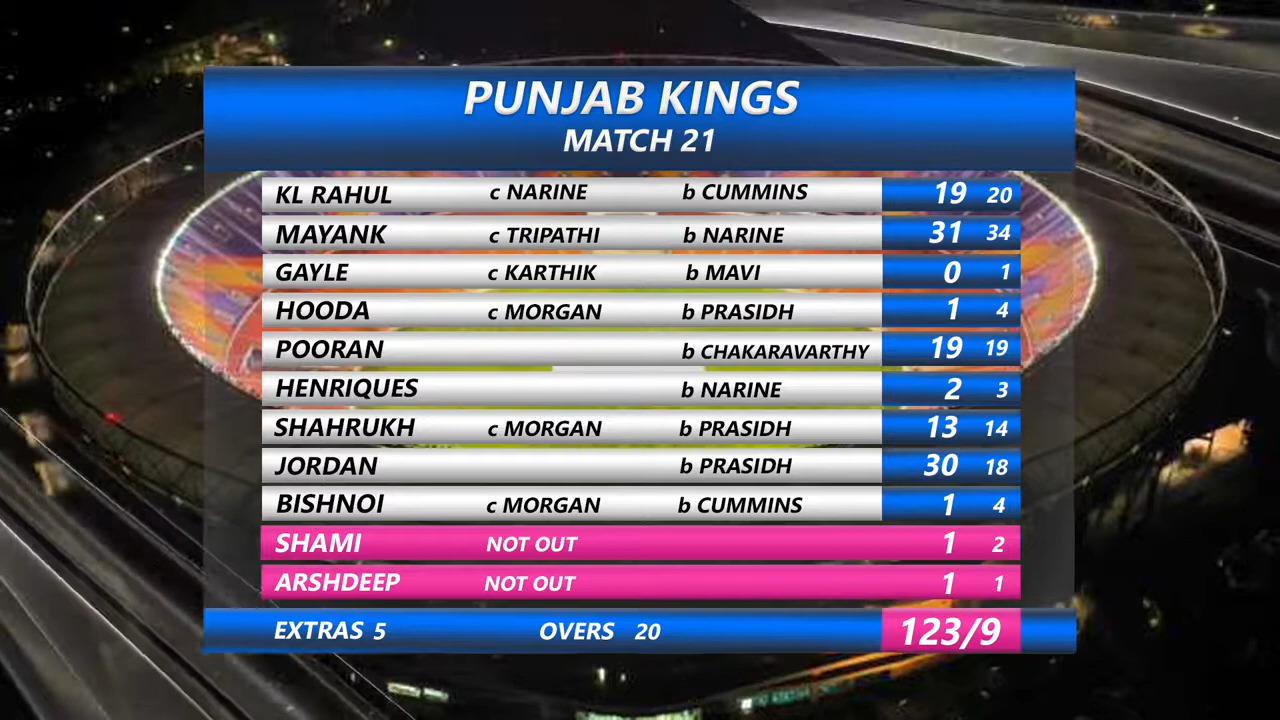 PUNJAB KINGS
MATCH 21
KL RAHUL c NARINE b CUMMINS 19 20
MAYANK c TRIPATHI b NARINE 31 34
GAYLE c KARTHIK b MAVI 0 1
HOODA c MORGAN b PRASIDH 1 4
POORAN b CHAKARAVARTHY 19 19
HENRIQUES b NARINE 2 3
SHAHRUKH c MORGAN b PRASIDH 13 14
JORDAN b PRASIDH 30 18
BISHNOI c MORGAN b CUMMINS 1 4
SHAMI NOT OUT 1 2
ARSHDEEP NOT OUT 1 1
EXTRAS 5 OVERS 20 123/9